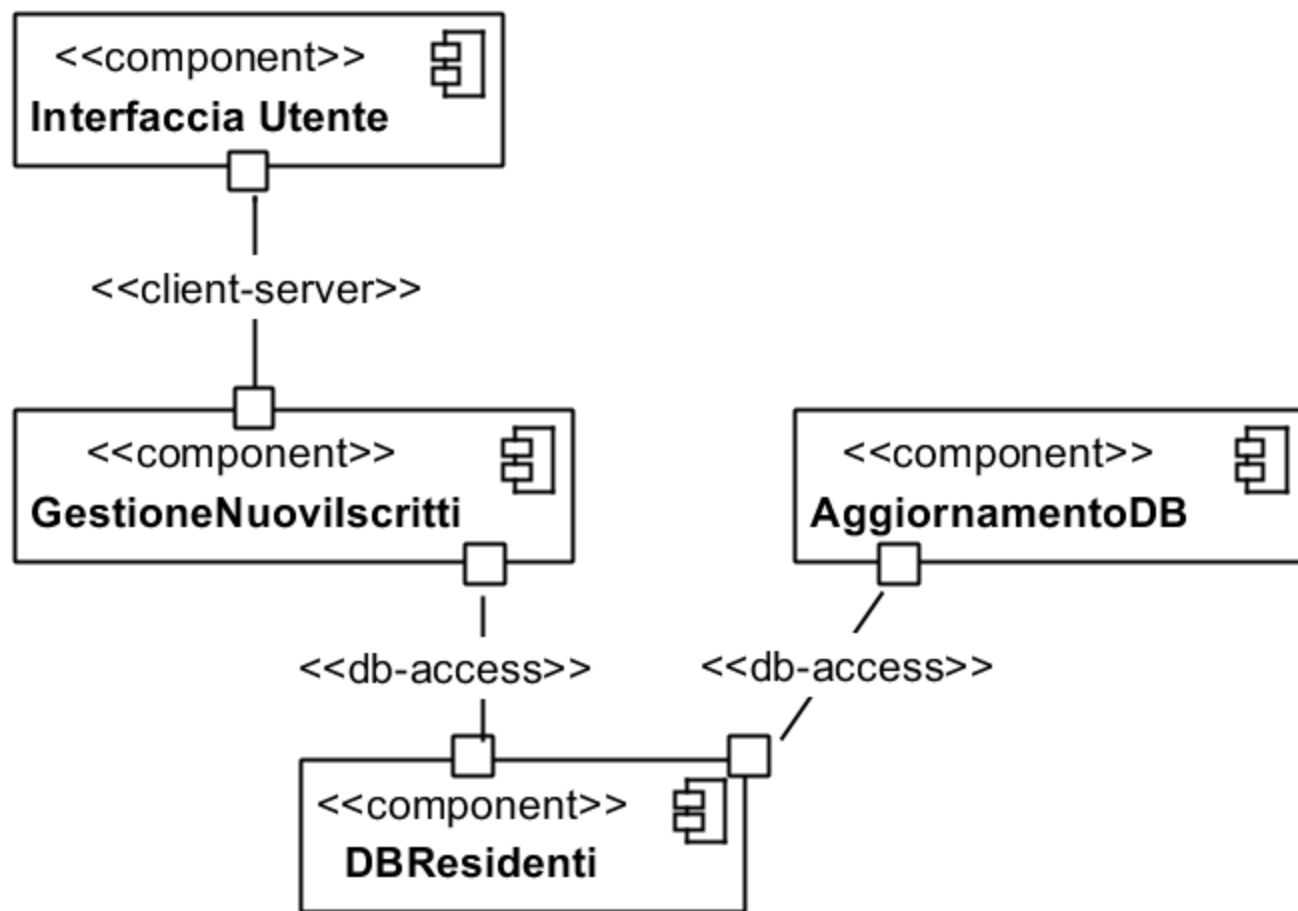 <<component>>
Interfaccia Utente
<<client-server>>
<<component>>
GestioneNuoviIscritti
<<component>>
AggiornamentoDB
<<db-access>>
<<db-access>>
<<component>>
DBResidenti